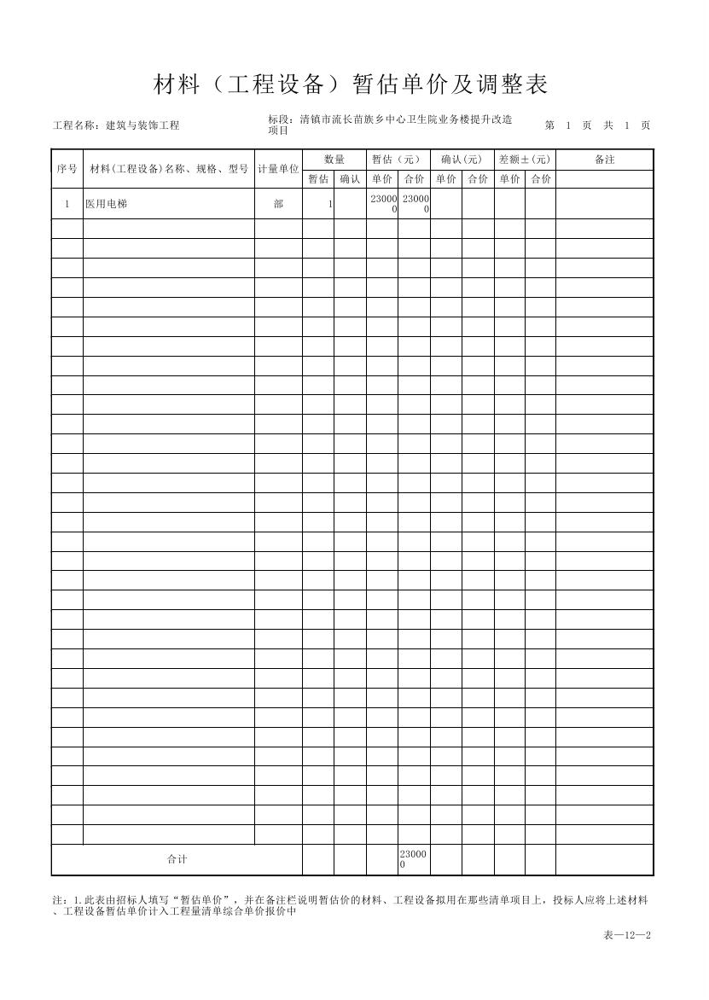 材料（工程设备）暂估单价及调整表
工程名称：建筑与装饰工程
标段：清镇市流长苗族乡中心卫生院业务楼提升改造
项目
第 1 页 共 1 页
序号 材料(工程设备)名称、规格、型号 计量单位 数量 暂估（元） 确认(元) 差额±(元) 备注
暂估 确认 单价 合价 单价 合价 单价 合价
1 医用电梯 部 1 23000 23000
0 0
合计 23000
0
注：1.此表由招标人填写“暂估单价”，并在备注栏说明暂估价的材料、工程设备拟用在那些清单项目上，投标人应将上述材料
、工程设备暂估单价计入工程量清单综合单价报价中
表—12—2